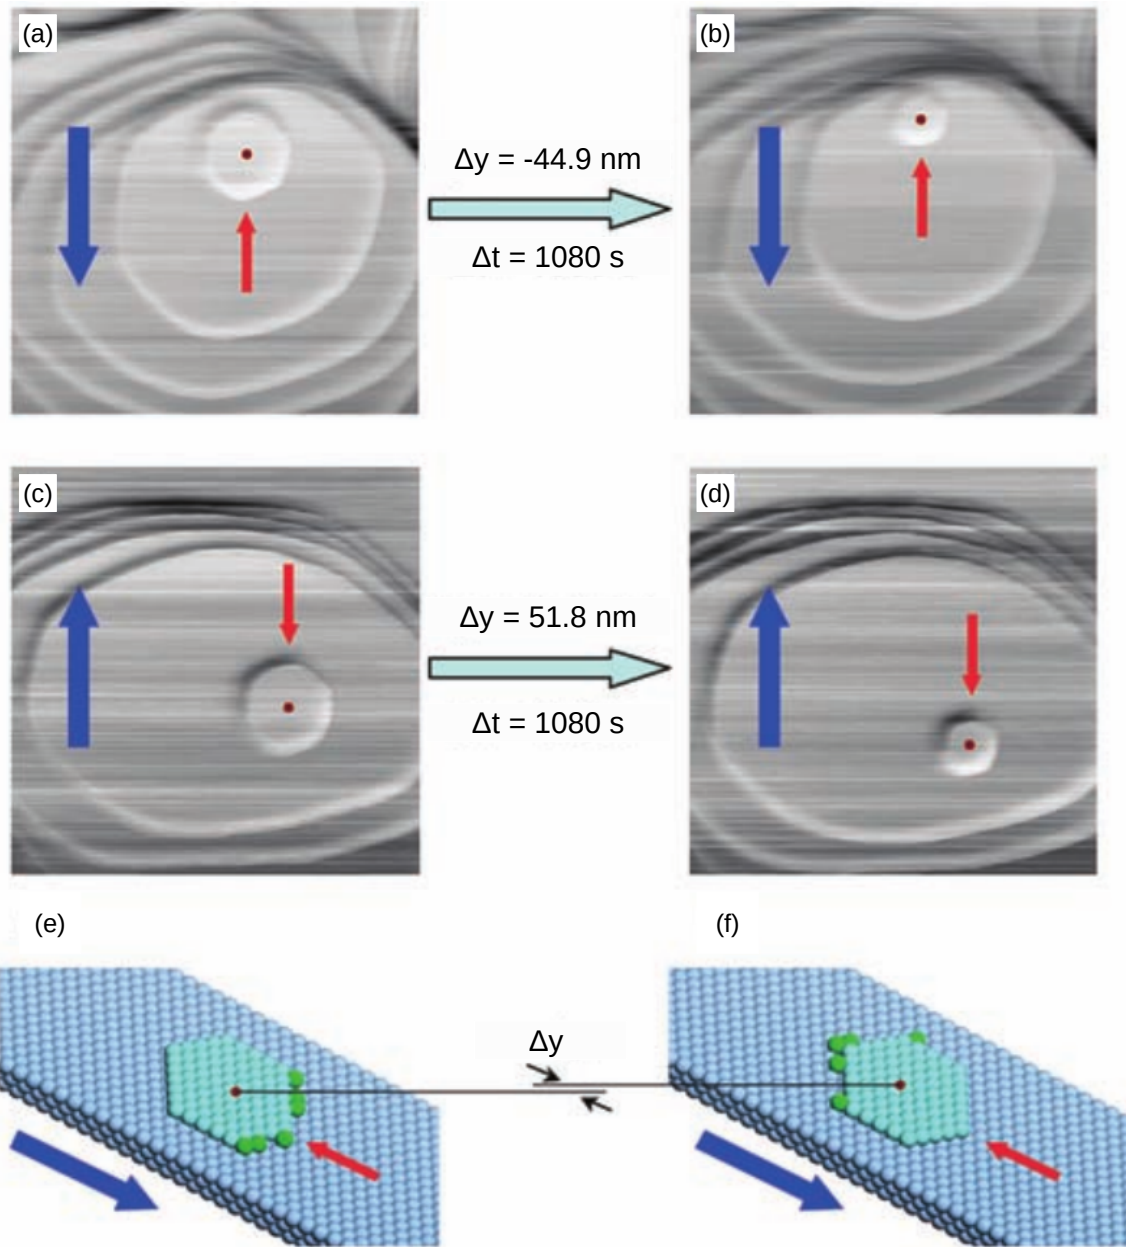 (a)
(b)
Δy = -44.9 nm
Δt = 1080 s
(c)
(d)
Δy = 51.8 nm
Δt = 1080 s
(e)
(f)
Δy